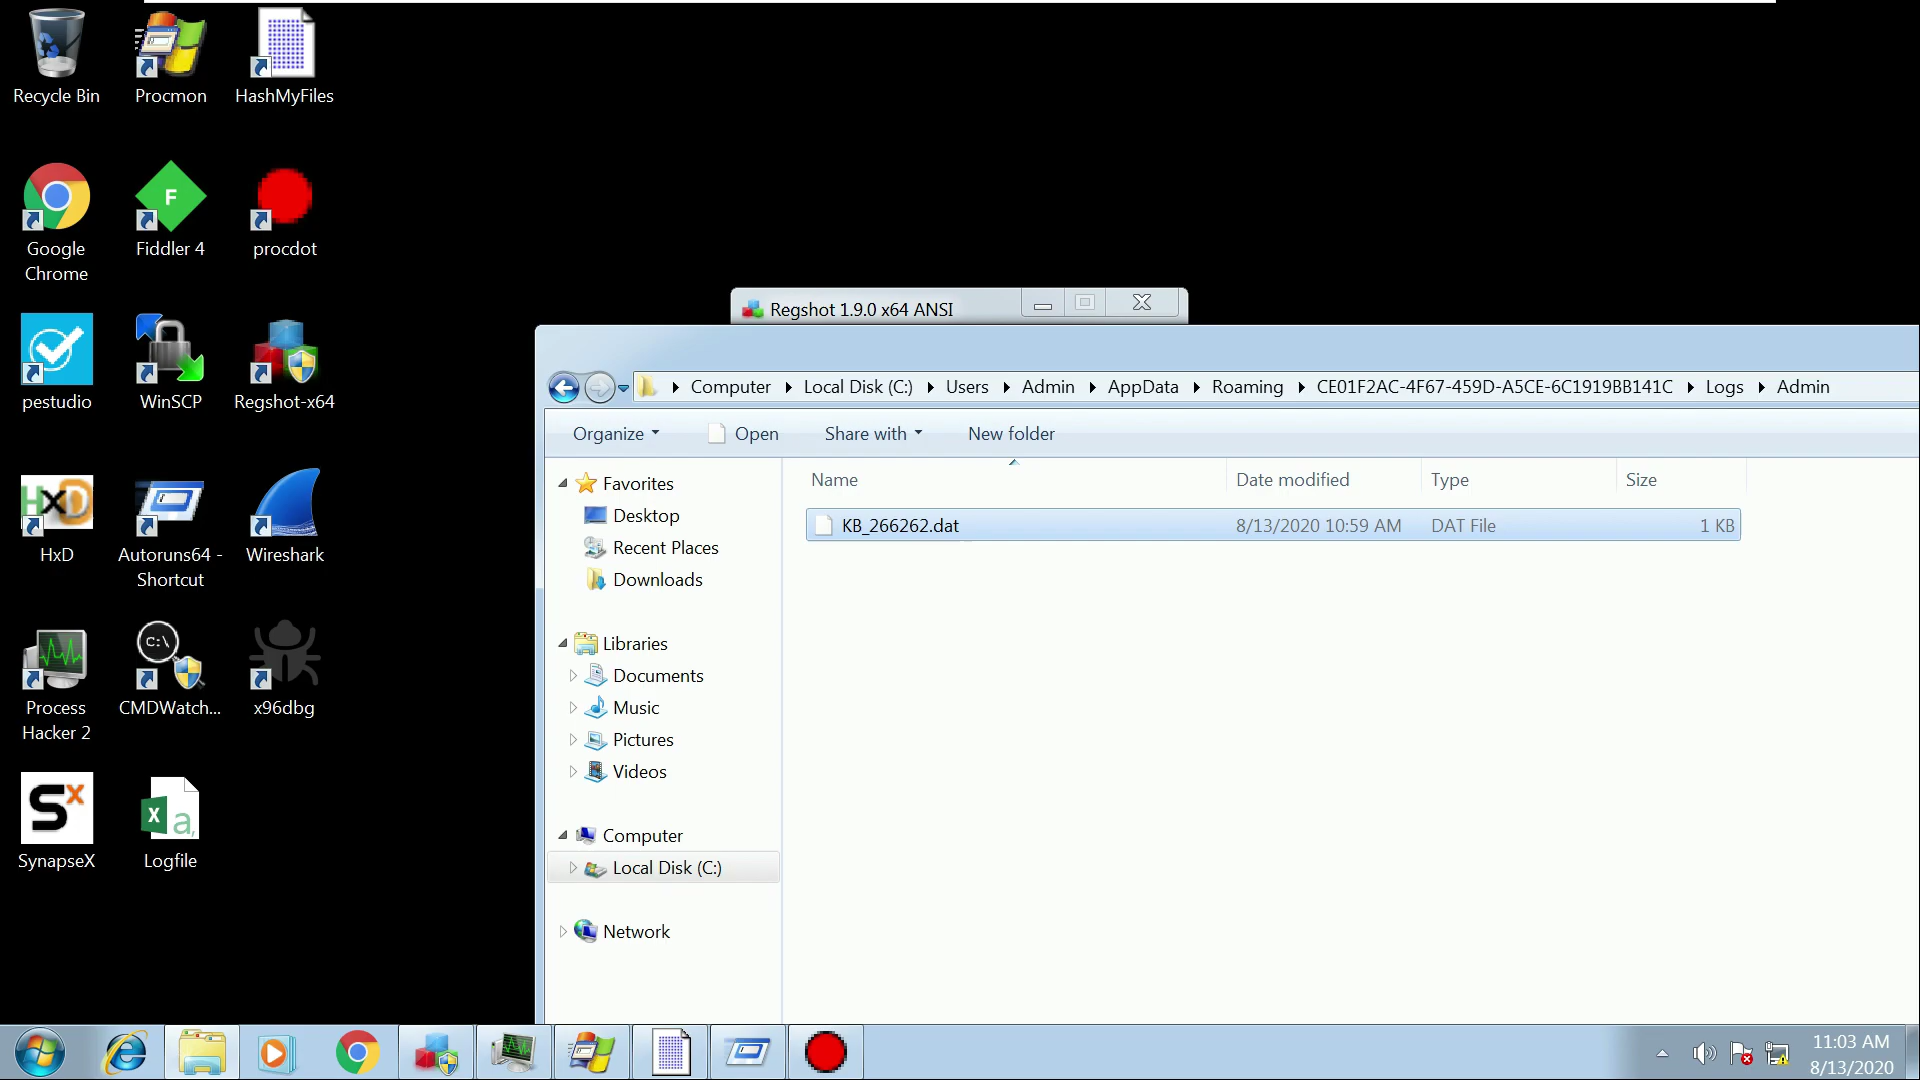 Recycle Bin
Procmon
HashMyFiles
Google
Chrome
F
Fiddler 4
procdot
pestudio
WinSCP
Regshot-x64
HxD
HxD
Autoruns64 -
Shortcut
Wireshark
Process
Hacker 2
C:\
CMDWatch...
x96dbg
Sx
SynapseX
X a,
Logfile
Regshot 1.9.0 x64 ANSI
Computer Local Disk (C:) Users Admin AppData Roaming CE01F2AC-4F67-459D-A5CE-6C1919BB141C Logs Admin
Organize Open Share with New folder
Name Date modified Type Size
KB_266262.dat 8/13/2020 10:59 AM DAT File 1 KB
Favorites
Desktop
Recent Places
Downloads
Libraries
Documents
Music
Pictures
Videos
Computer
Local Disk (C:)
Network
11:03 AM
8/13/2020